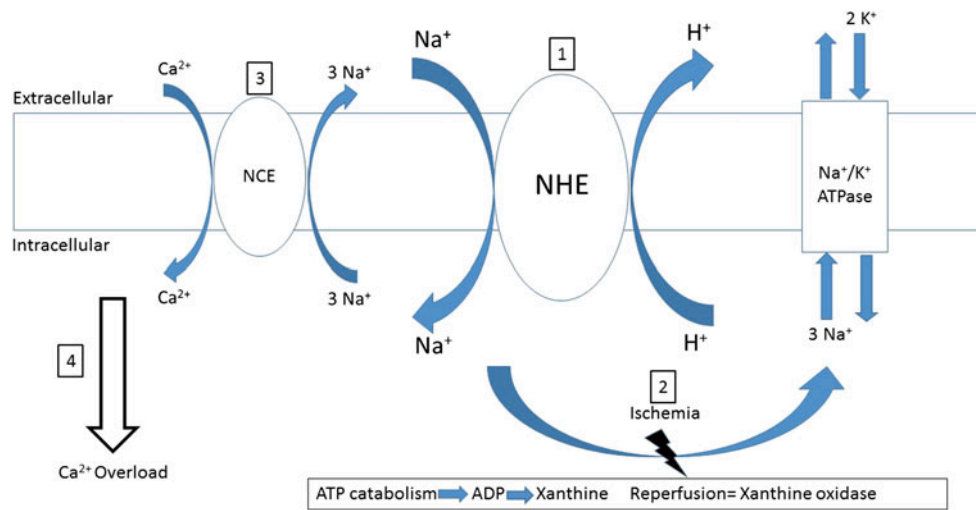 2 K⁺
Na⁺
1
H⁺
Ca²⁺
3
3 Na⁺
Extracellular
NCE
NHE
Na⁺/K⁺
ATPase
Intracellular
Ca²⁺
3 Na⁺
Na⁺
H⁺
3 Na⁺
4
2
Ischemia
Ca²⁺ Overload
ATP catabolism ADP Xanthine Reperfusion= Xanthine oxidase